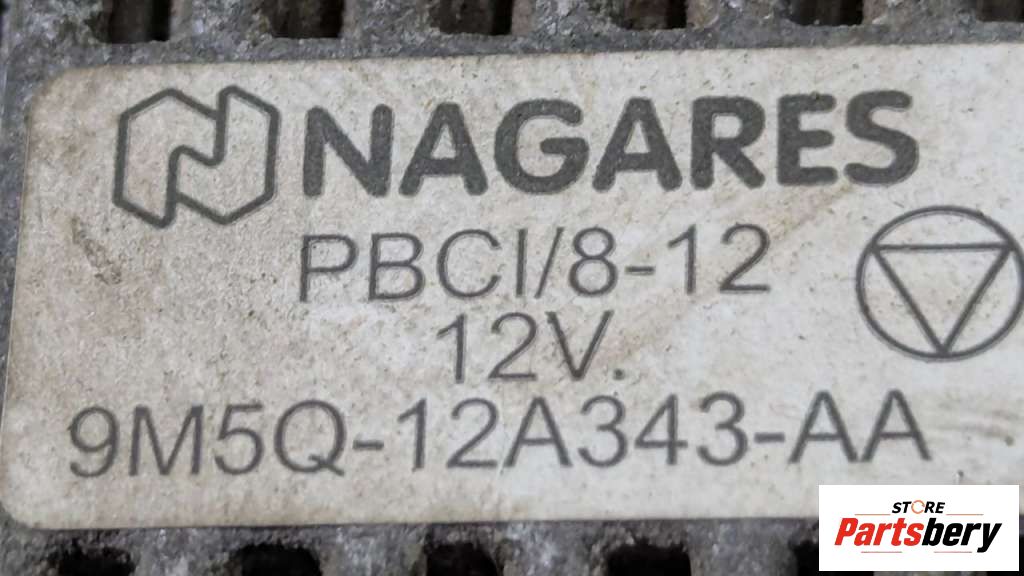 NAGARES
PBCI/8-12
12V.
9M5Q-12A343-AA
STORE
Partsbery